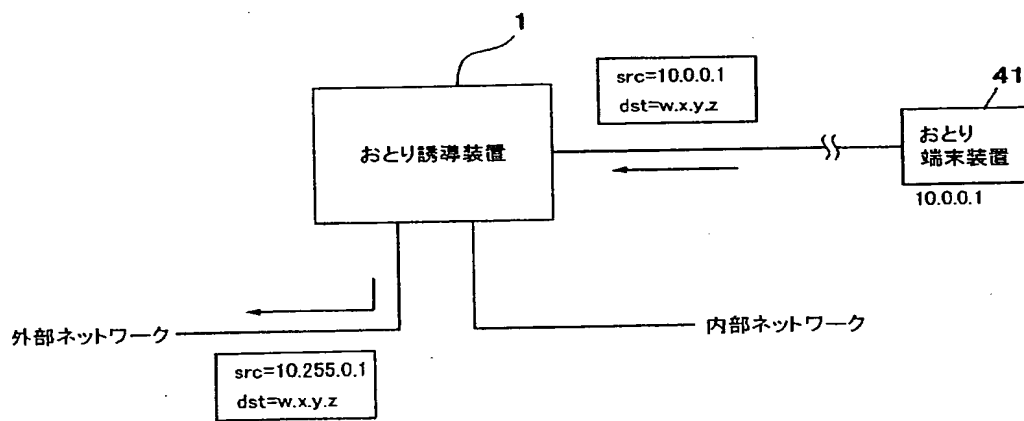 1
src=10.0.0.1
dst=w.x.y.z
41
おとり誘導装置
おとり
端末装置
10.0.0.1
外部ネットワーク
内部ネットワーク
src=10.255.0.1
dst=w.x.y.z